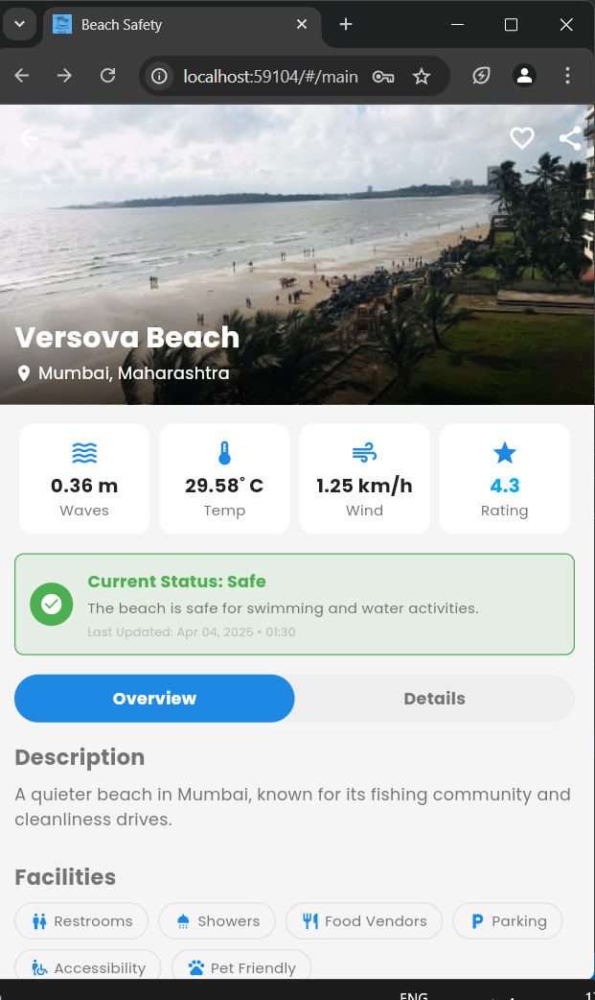 Beach Safety
localhost:59104/#/main
Versova Beach
Mumbai, Maharashtra
0.36 m
Waves
29.58° C
Temp
1.25 km/h
Wind
4.3
Rating
Current Status: Safe
The beach is safe for swimming and water activities.
Last Updated: Apr 04, 2025 • 01:30
Overview
Details
Description
A quieter beach in Mumbai, known for its fishing community and
cleanliness drives.
Facilities
Restrooms
Showers
Food Vendors
P Parking
Accessibility
Pet Friendly
ENG